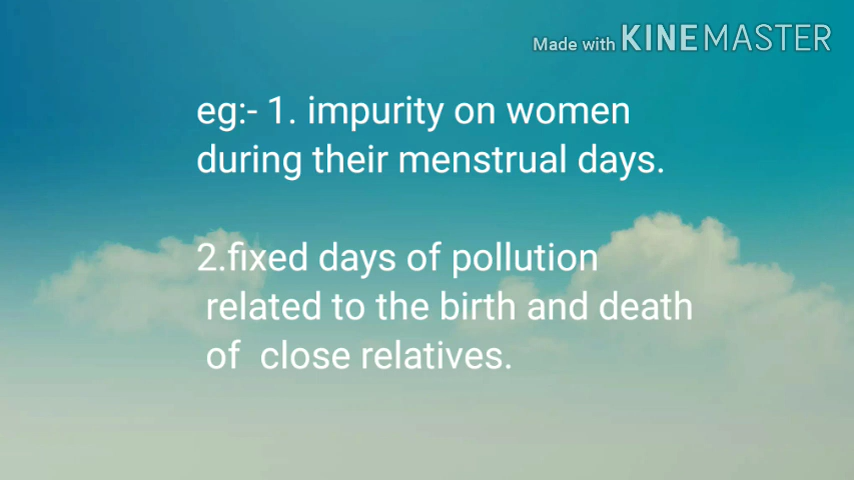 Made with KINEMASTER
eg:- 1. impurity on women
during their menstrual days.
2.fixed days of pollution
related to the birth and death
of close relatives.